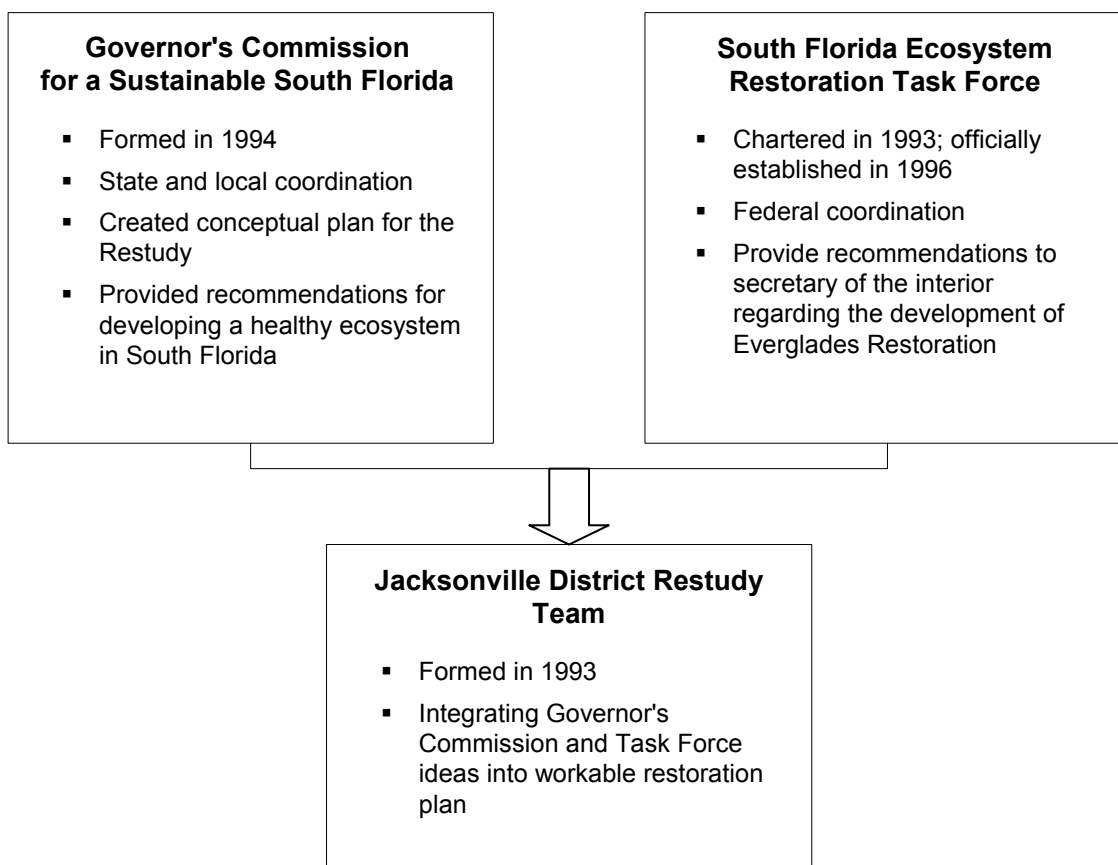 Governor's Commission
for a Sustainable South Florida
▪ Formed in 1994
▪ State and local coordination
▪ Created conceptual plan for the
Restudy
▪ Provided recommendations for
developing a healthy ecosystem
in South Florida
South Florida Ecosystem
Restoration Task Force
▪ Chartered in 1993; officially
established in 1996
▪ Federal coordination
▪ Provide recommendations to
secretary of the interior
regarding the development of
Everglades Restoration
Jacksonville District Restudy
Team
▪ Formed in 1993
▪ Integrating Governor's
Commission and Task Force
ideas into workable restoration
plan